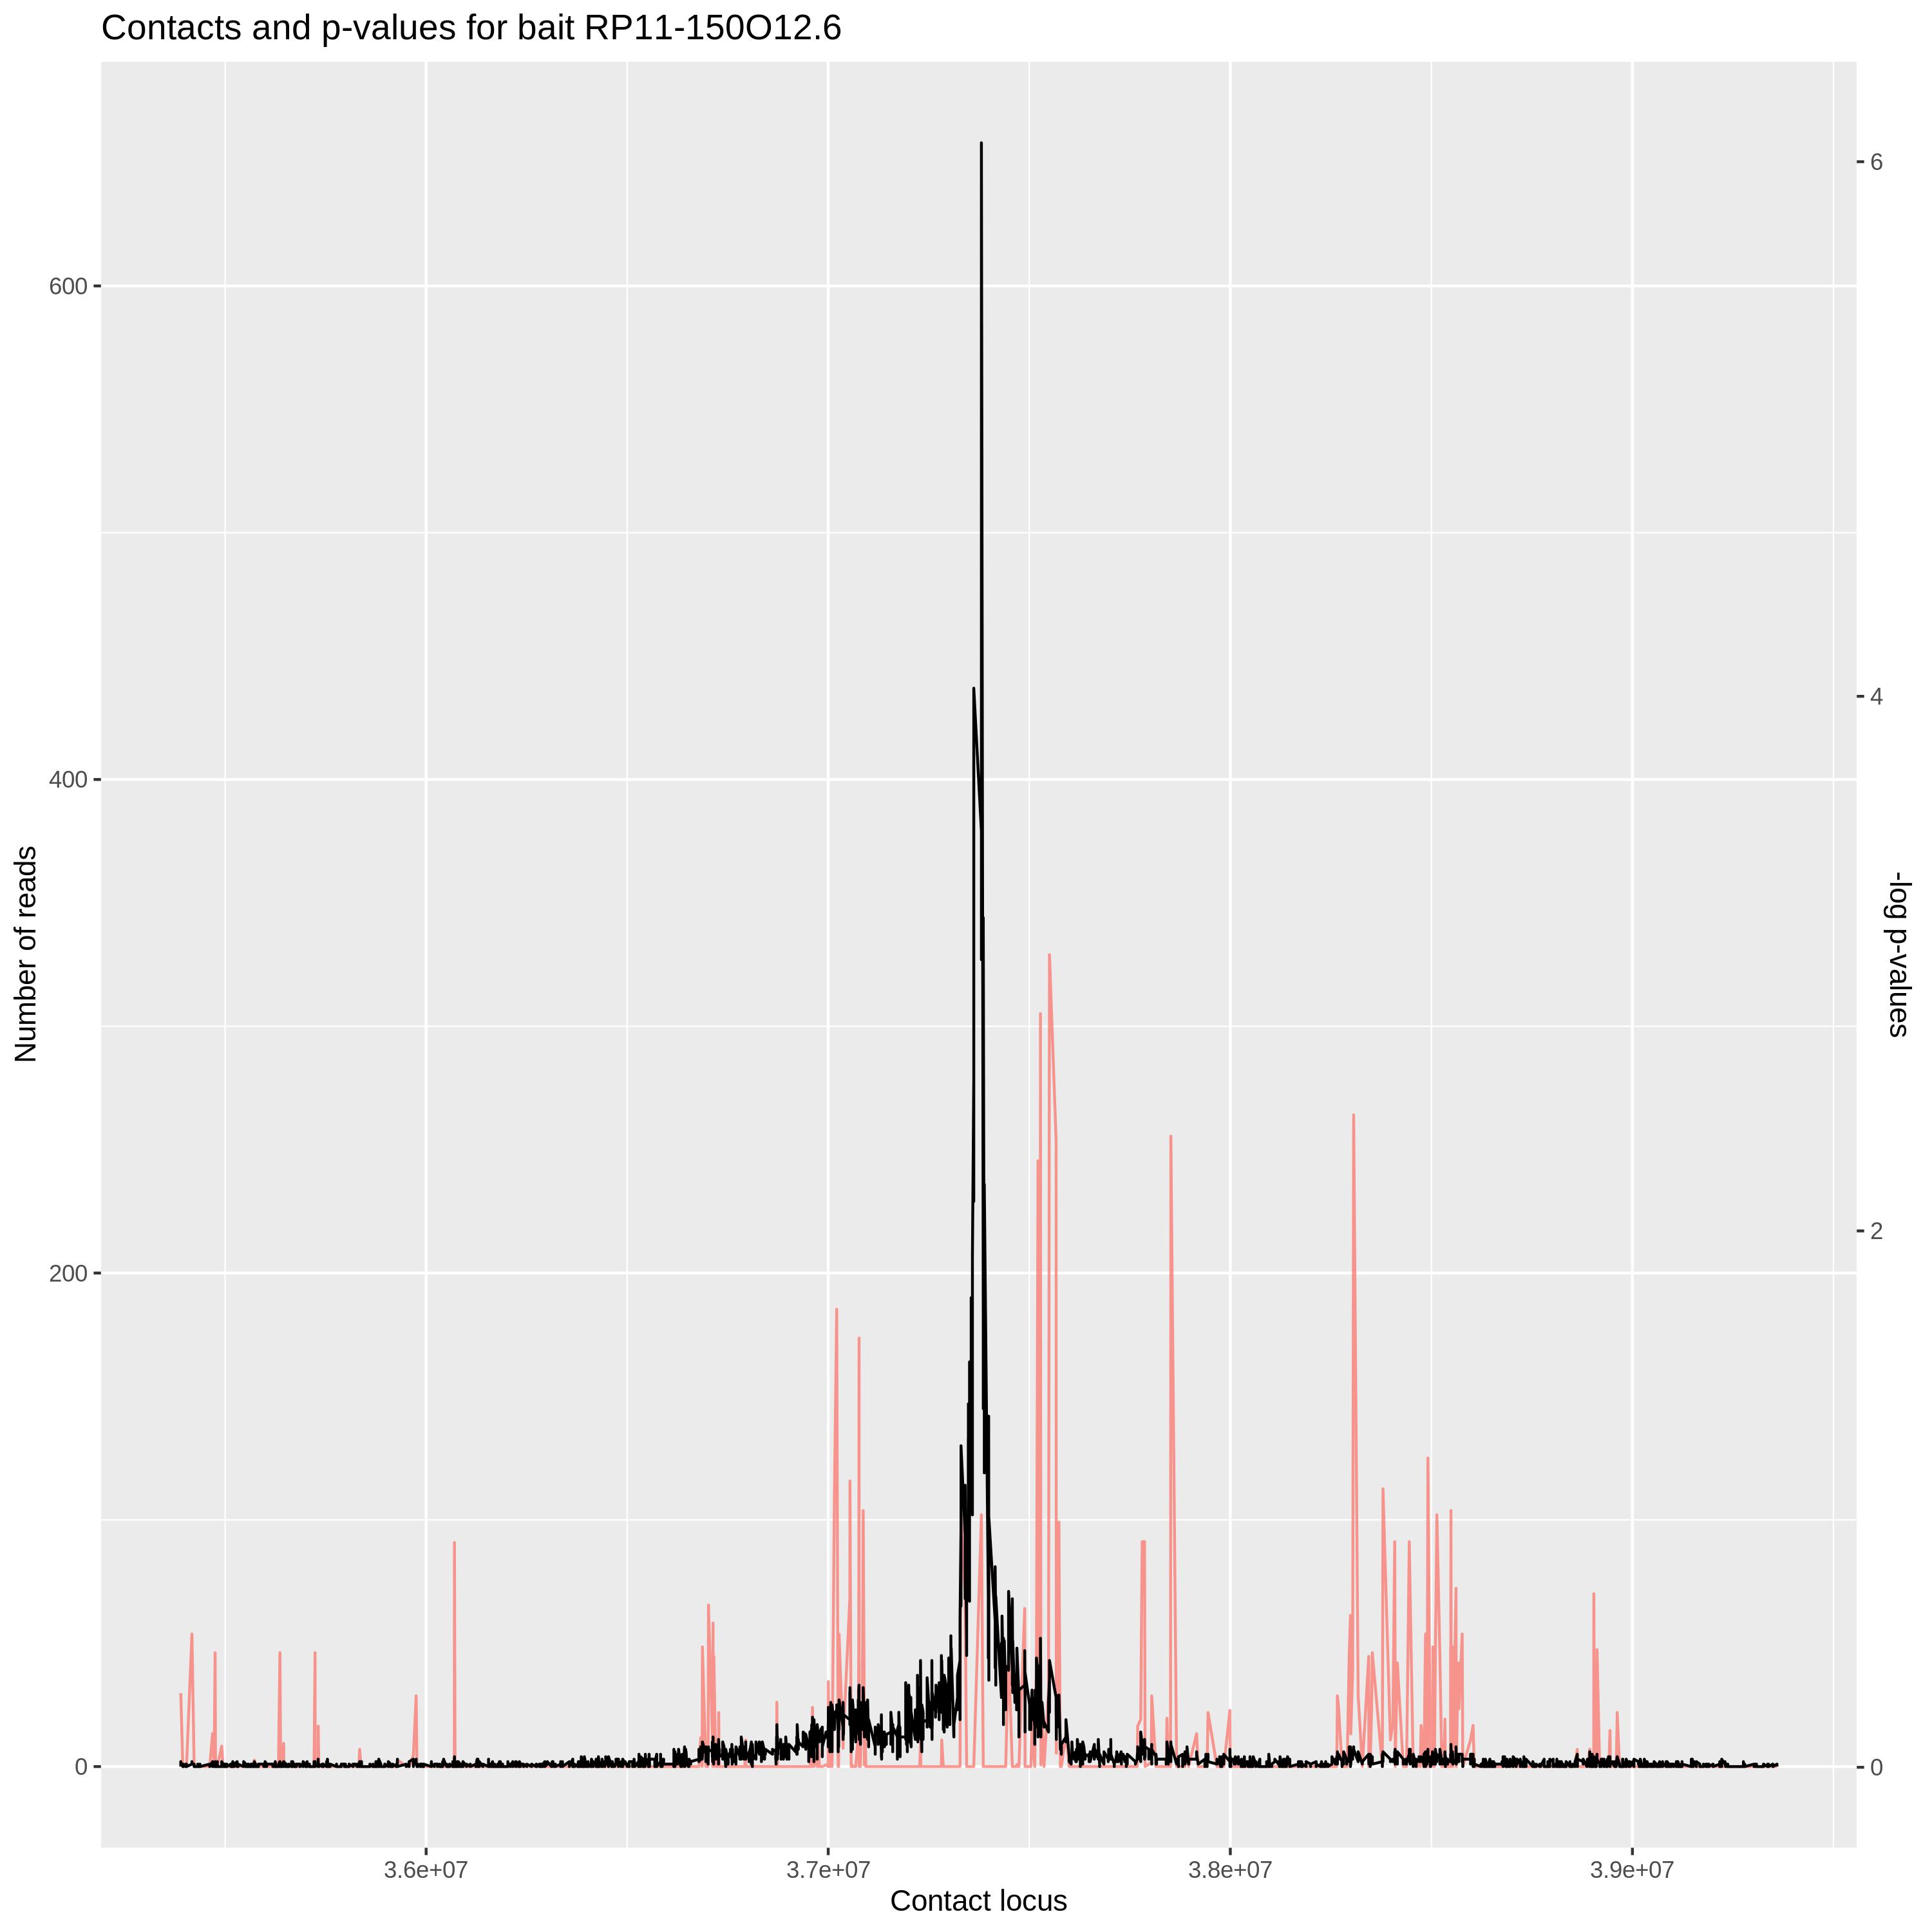 Contacts and p-values for bait RP11-150O12.6
6
600
4
400
Number of reads
-log p-values
2
200
0
0
3.6e+07
3.7e+07
3.8e+07
3.9e+07
Contact locus